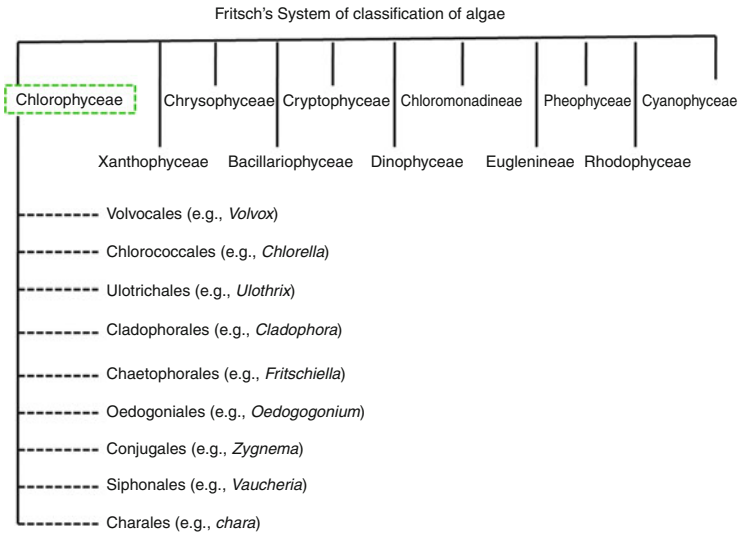 Fritsch's System of classification of algae
Chlorophyceae Chrysophyceae Cryptophyceae Chloromonadineae Pheophyceae Cyanophyceae
Xanthophyceae Bacillariophyceae Dinophyceae Euglenineae Rhodophyceae
Volvocales (e.g., Volvox)
Chlorococcales (e.g., Chlorella)
Ulotrichales (e.g., Ulothrix)
Cladophorales (e.g., Cladophora)
Chaetophorales (e.g., Fritschiella)
Oedogoniales (e.g., Oedogogonium)
Conjugales (e.g., Zygnema)
Siphonales (e.g., Vaucheria)
Charales (e.g., chara)